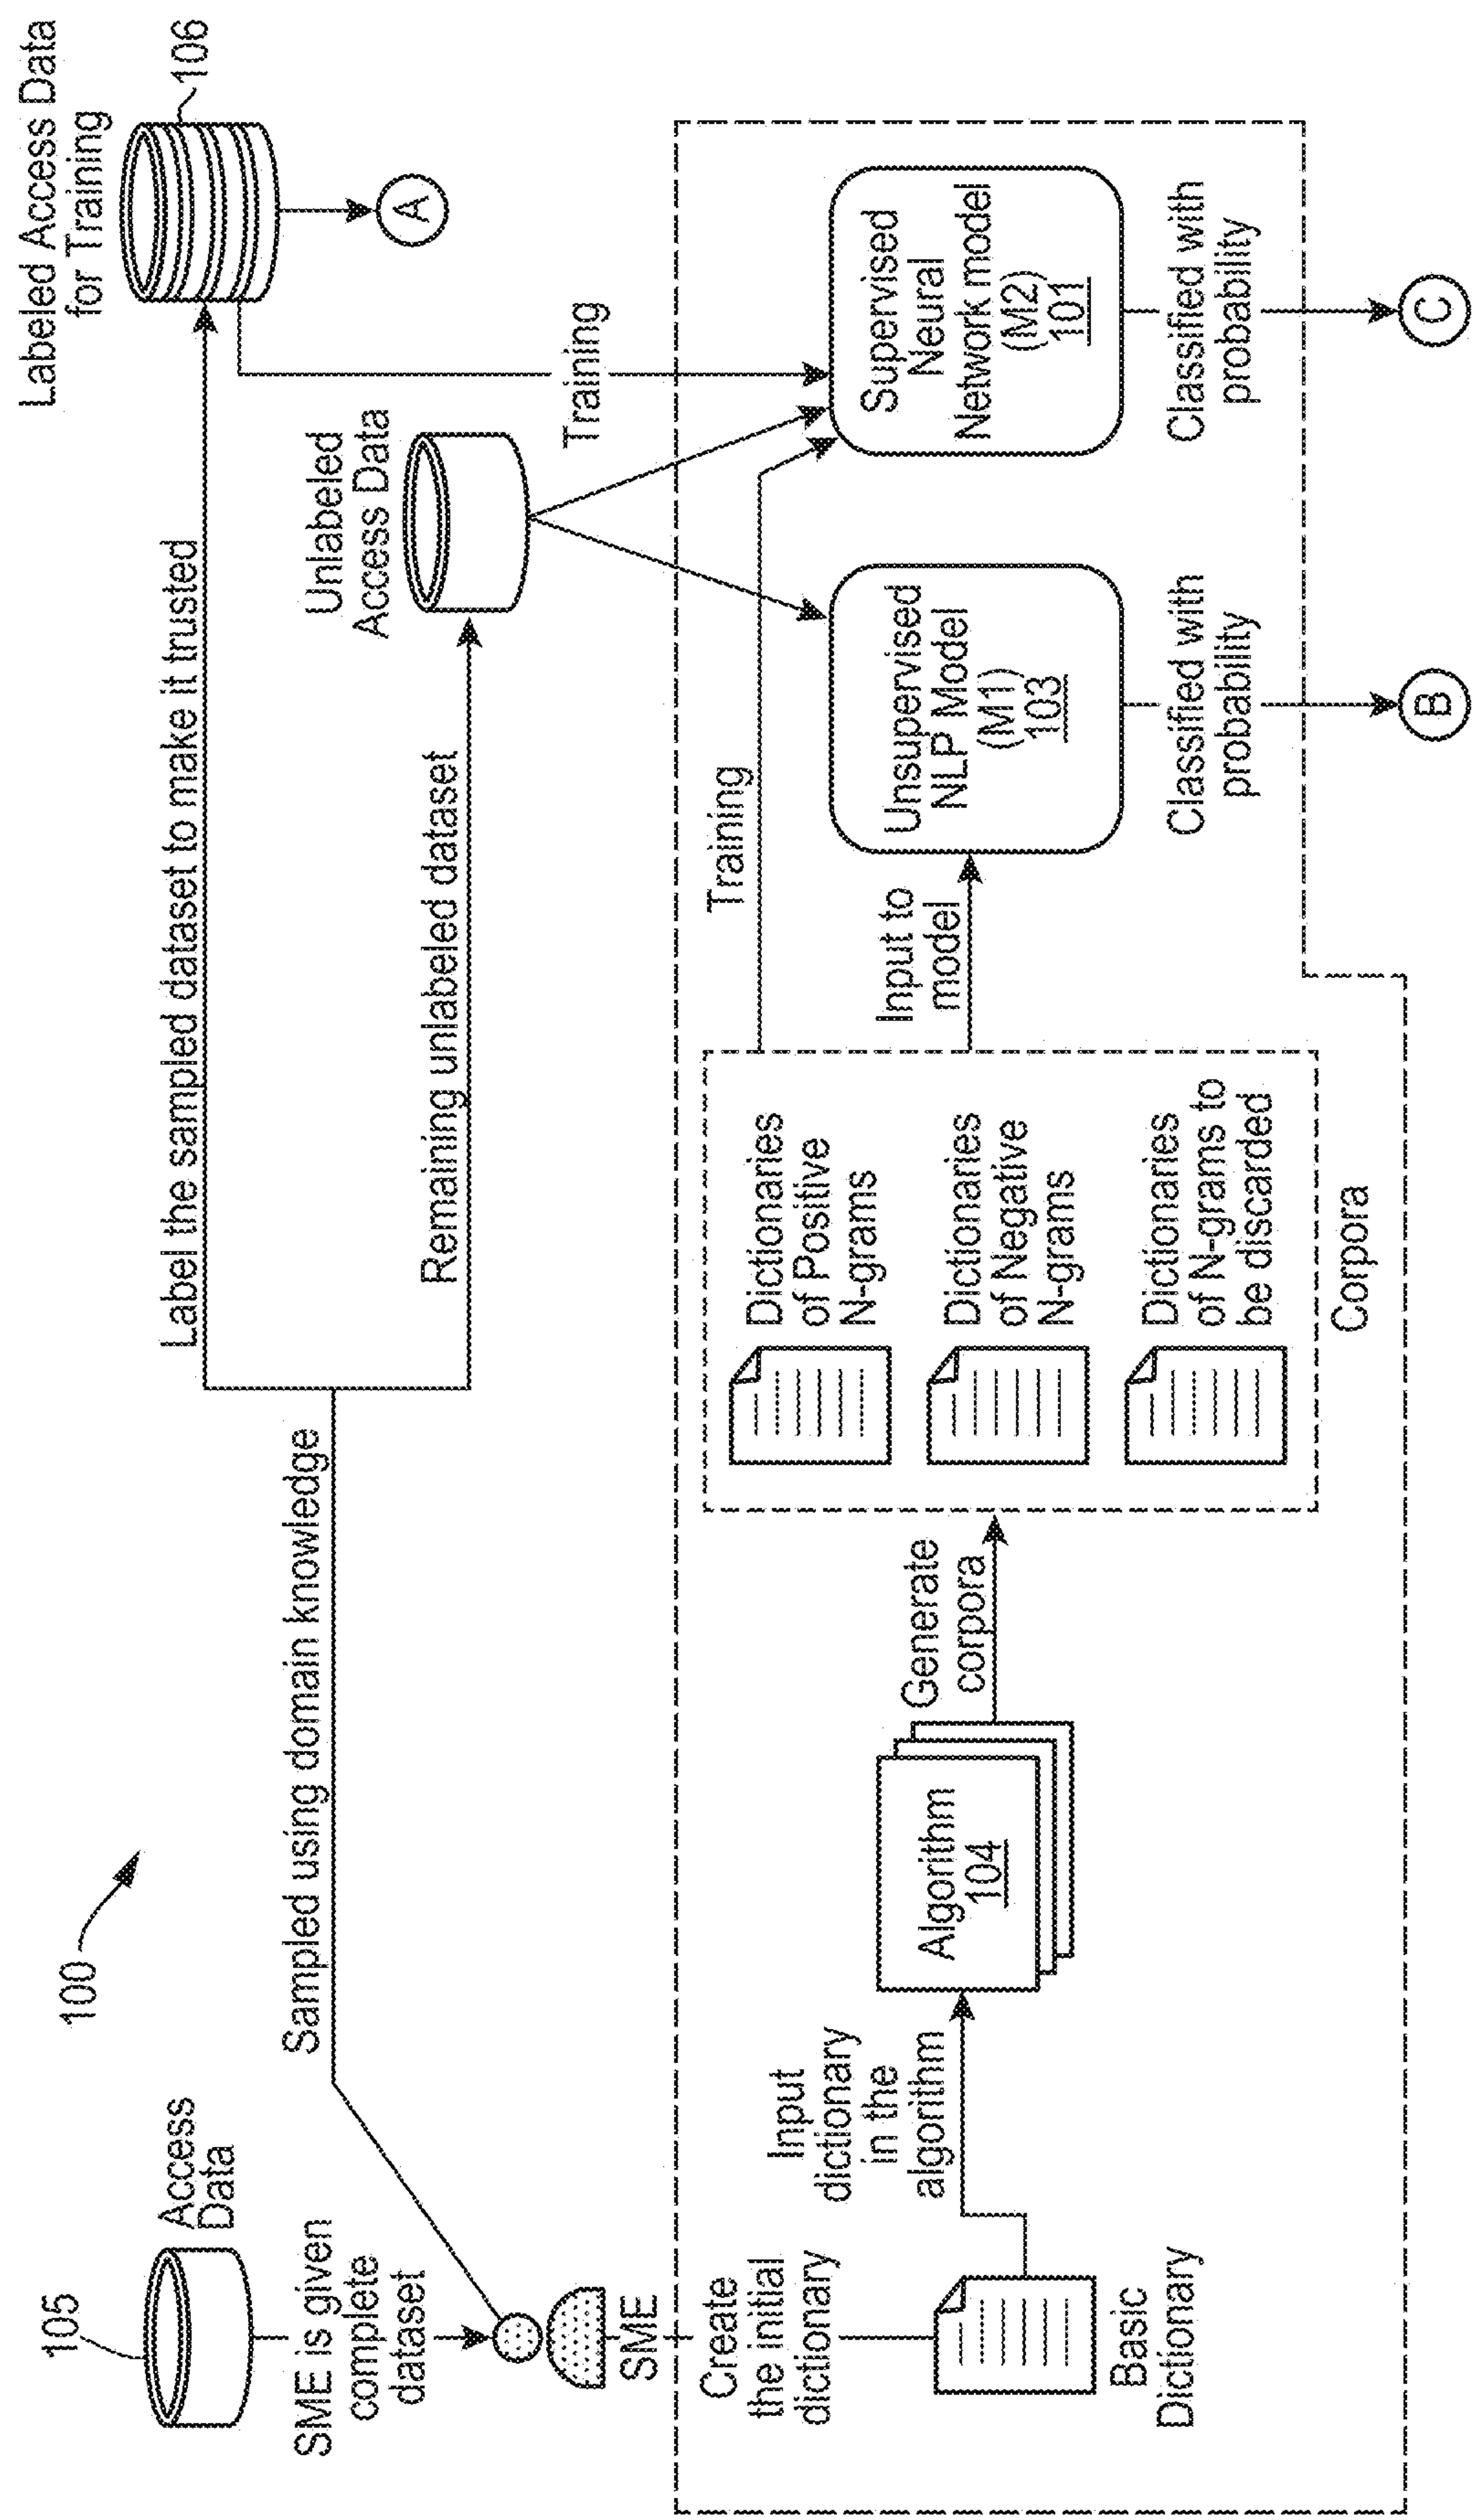 100
105
Access
Data
SME is given
complete
dataset
SME
Sampled using domain knowledge
Label the sampled dataset to make it trusted
Remaining unlabeled dataset
Labeled Access Data
for Training
106
A
Unlabeled
Access Data
Training
Create
the initial
dictionary
Basic
Dictionary
Input
dictionary
in the
algorithm
Algorithm
104
Generate
corpora
Dictionaries
of Positive
N-grams
Dictionaries
of Negative
N-grams
Dictionaries
of N-grams to
be discarded
Corpora
Training
Input to
model
Unsupervised
NLP Model
(M1)
103
Supervised
Neural
Network model
(M2)
101
Classified with
probability
B
Classified with
probability
C